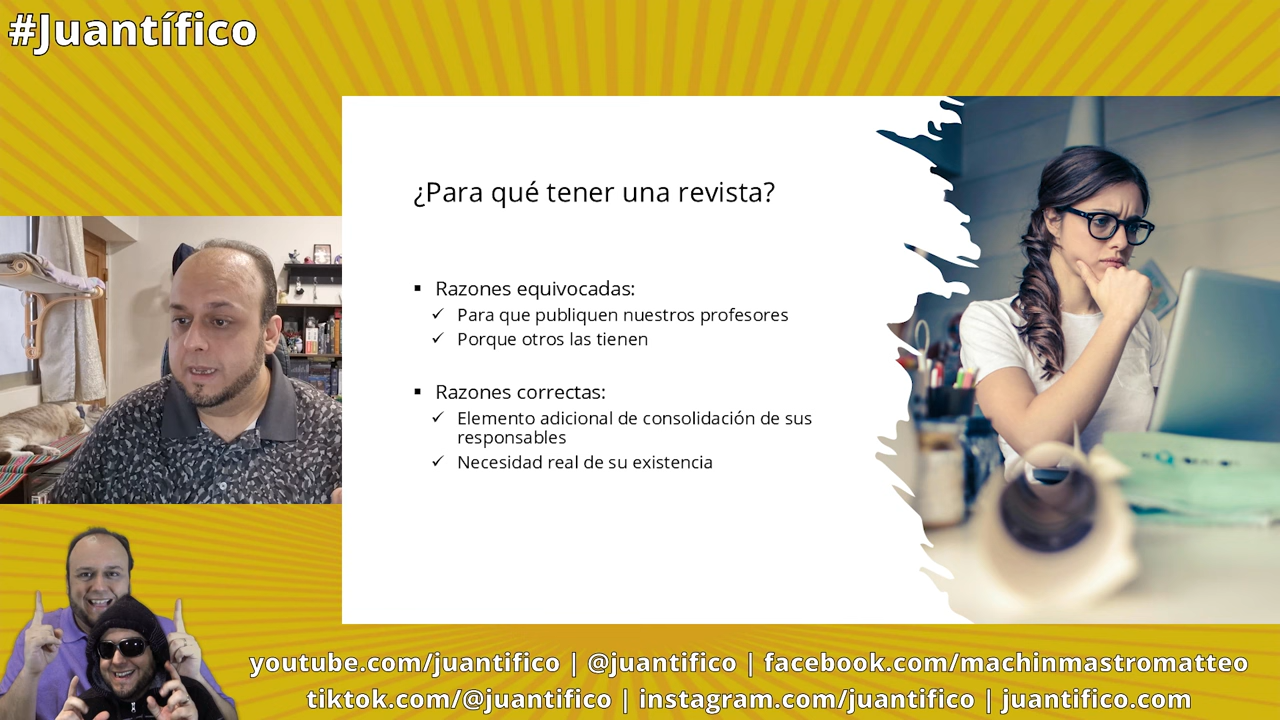 #Juantífico
¿Para qué tener una revista?
▪ Razones equivocadas:
✓ Para que publiquen nuestros profesores
✓ Porque otros las tienen
▪ Razones correctas:
✓ Elemento adicional de consolidación de sus
responsables
✓ Necesidad real de su existencia
youtube.com/juantifico | @juantifico | facebook.com/machinmastromatteo
tiktok.com/@juantifico | instagram.com/juantifico | juantifico.com